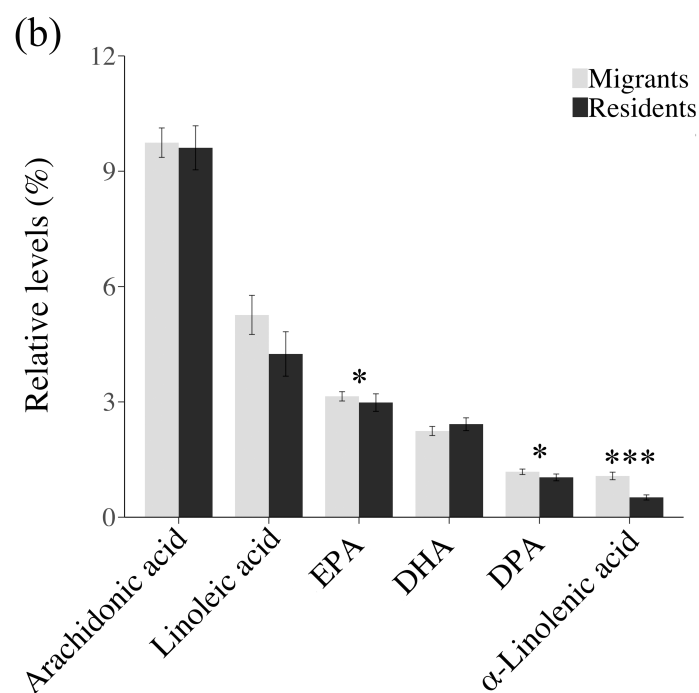 (b)
12
9
6
3
0
Relative levels (%)
Migrants
Residents
*
*
***
Arachidonic acid
Linoleic acid
EPA
DHA
DPA
α-Linolenic acid